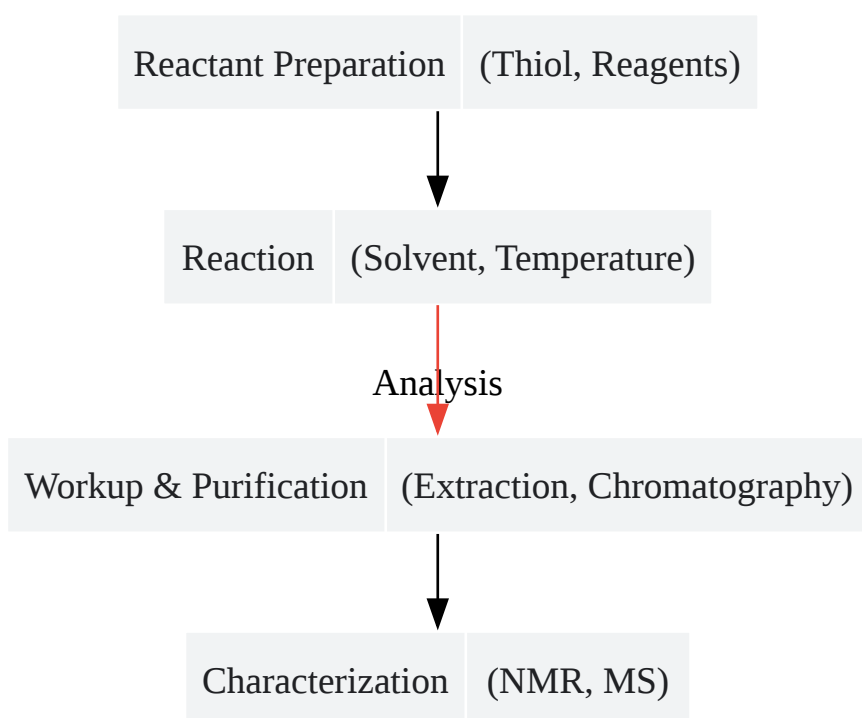 Reactant Preparation (Thiol, Reagents)
Reaction (Solvent, Temperature)
Analysis
Workup & Purification (Extraction, Chromatography)
Characterization (NMR, MS)